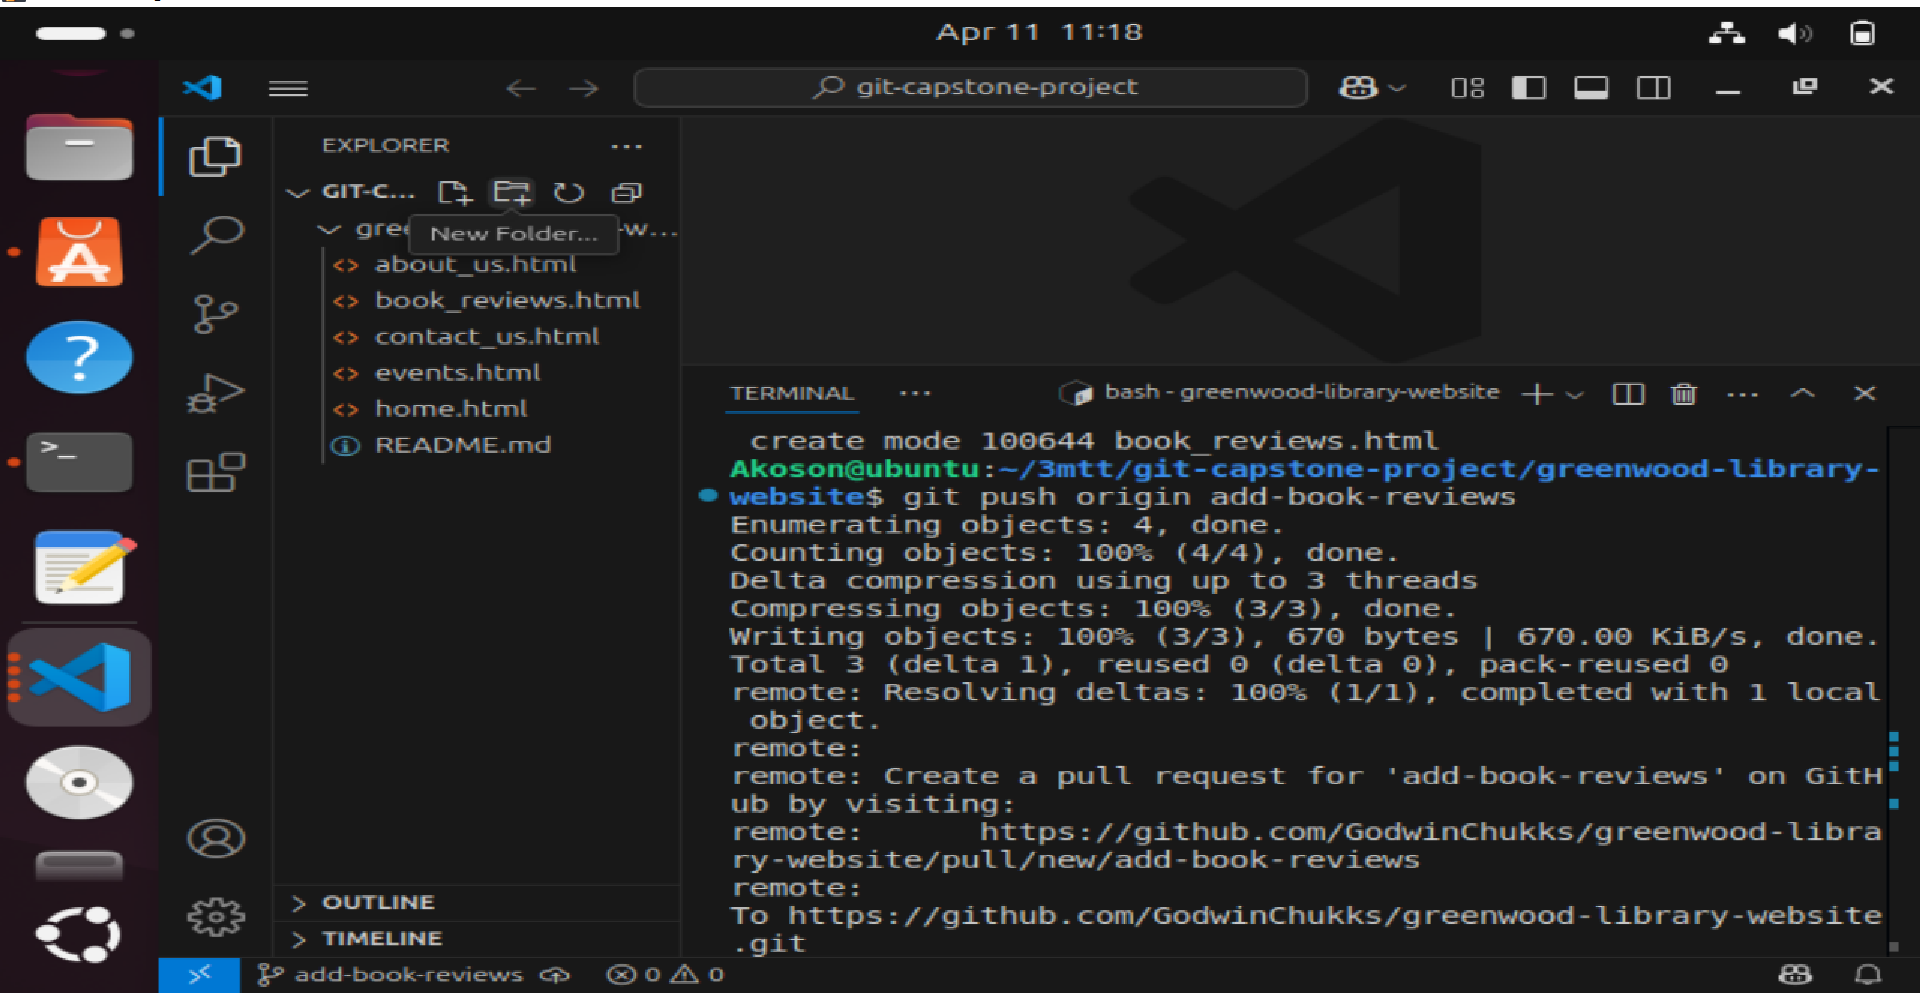 Apr 11 11:18
git-capstone-project
EXPLORER
GIT-C...
New Folder...
about_us.html
book_reviews.html
contact_us.html
events.html
home.html
README.md
OUTLINE
TIMELINE
TERMINAL
bash - greenwood-library-website
create mode 100644 book_reviews.html
Akoson@ubuntu:~/3mtt/git-capstone-project/greenwood-library-
website$ git push origin add-book-reviews
Enumerating objects: 4, done.
Counting objects: 100% (4/4), done.
Delta compression using up to 3 threads
Compressing objects: 100% (3/3), done.
Writing objects: 100% (3/3), 670 bytes | 670.00 KiB/s, done.
Total 3 (delta 1), reused 0 (delta 0), pack-reused 0
remote: Resolving deltas: 100% (1/1), completed with 1 local
object.
remote:
remote: Create a pull request for 'add-book-reviews' on GitH
ub by visiting:
remote:      https://github.com/GodwinChukks/greenwood-libra
ry-website/pull/new/add-book-reviews
remote:
To https://github.com/GodwinChukks/greenwood-library-website
.git
add-book-reviews
0 0